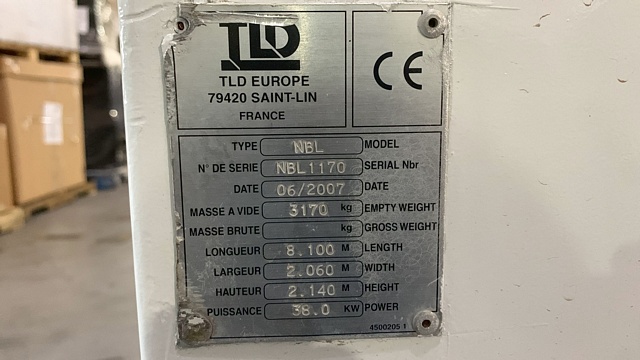 TLD
TLD EUROPE
79420 SAINT-LIN
FRANCE
CE
TYPE NBL MODEL
N° DE SERIE NBL1170 SERIAL Nbr
DATE 06/2007 DATE
MASSE A VIDE 3170 kg EMPTY WEIGHT
MASSE BRUTE kg GROSS WEIGHT
LONGUEUR 8.100 M LENGTH
LARGEUR 2.060 M WIDTH
HAUTEUR 2.140 M HEIGHT
PUISSANCE 38.0 KW POWER
4500205 1